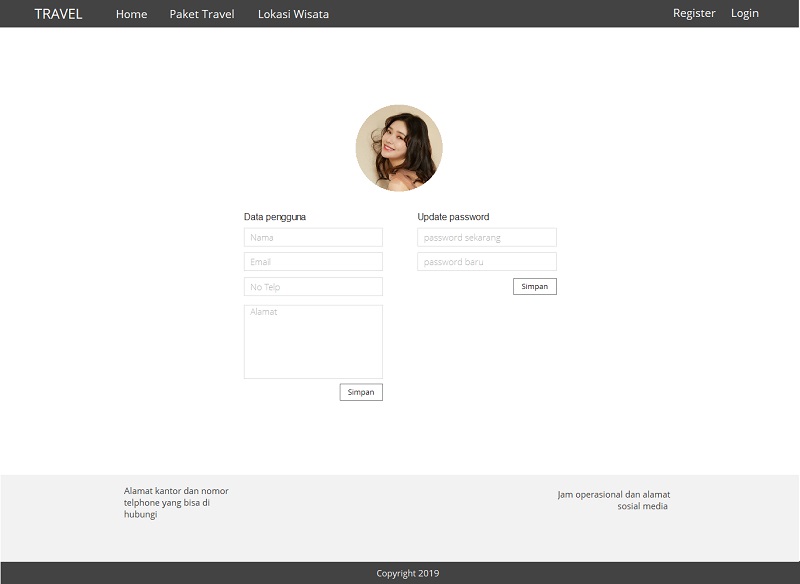 TRAVEL Home Paket Travel Lokasi Wisata Register Login
Data pengguna
Nama
Email
No Telp
Alamat
Simpan
Update password
password sekarang
password baru
Simpan
Alamat kantor dan nomor
telphone yang bisa di
hubungi
Jam operasional dan alamat
sosial media
Copyright 2019